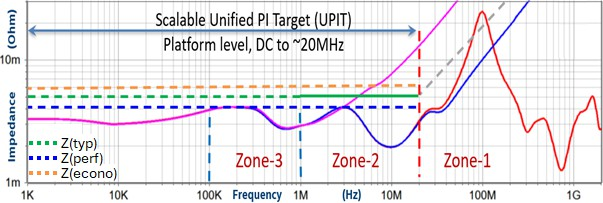 Scalable Unified PI Target (UPIT)
Platform level, DC to ~20MHz
Impedance (Ohm)
10m
1m
Z(typ)
Z(perf)
Z(econo)
Zone-3
Zone-2
Zone-1
1K
10K
100K
Frequency
1M
(Hz)
10M
100M
1G